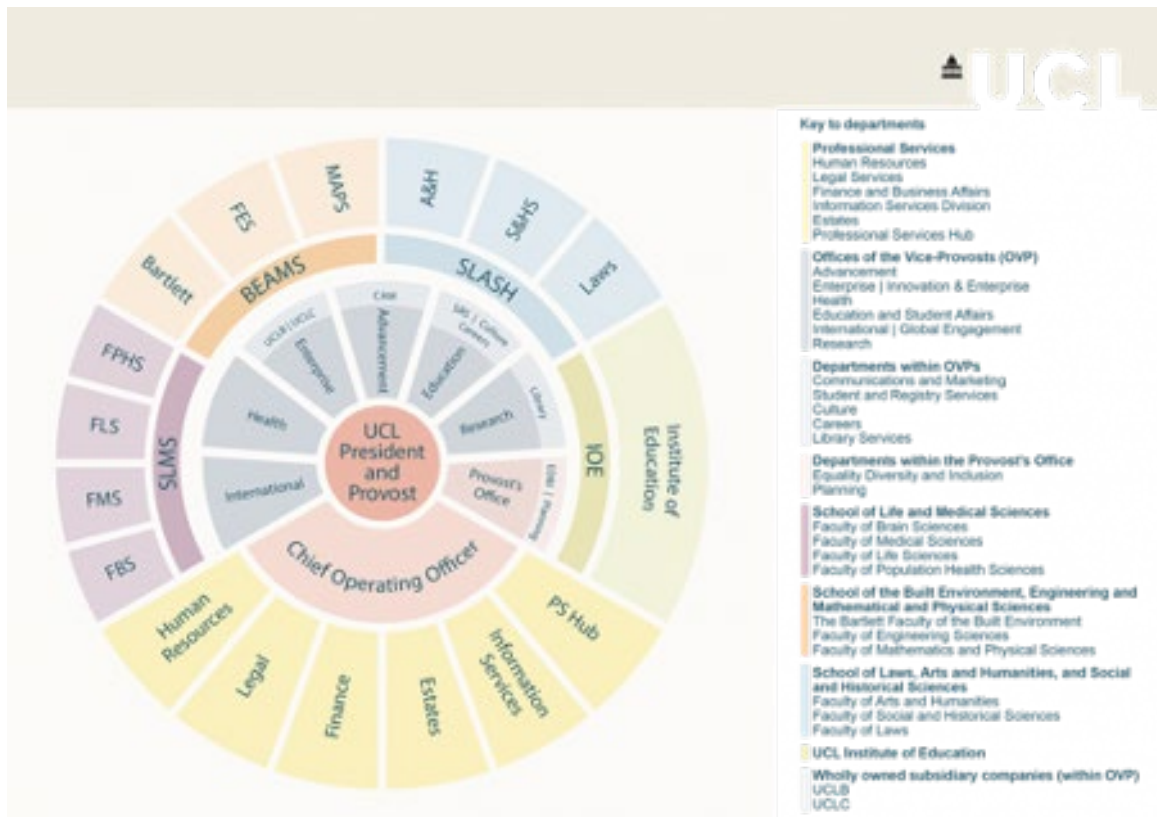 UCL
MAPS
A&H
FES
S&HS
Bartlett
BEAMS
SLASH
Laws
CAM
UCLB | UCLC
SRS | Culture
Careers
Advancement
Enterprise
Education
FPHS
Library
Health
Research
FLS
SLMS
UCL
President
and
Provost
IOE
Institute of
Education
International
Provost's
Office
EDI | Planning
FMS
FBS
Chief Operating Officer
Human
Resources
Legal
Finance
Estates
Information
Services
PS Hub
Key to departments
Professional Services
Human Resources
Legal Services
Finance and Business Affairs
Information Services Division
Estates
Professional Services Hub
Offices of the Vice-Provosts (OVP)
Advancement
Enterprise | Innovation & Enterprise
Health
Education and Student Affairs
International | Global Engagement
Research
Departments within OVPs
Communications and Marketing
Student and Registry Services
Culture
Careers
Library Services
Departments within the Provost's Office
Equality Diversity and Inclusion
Planning
School of Life and Medical Sciences
Faculty of Brain Sciences
Faculty of Medical Sciences
Faculty of Life Sciences
Faculty of Population Health Sciences
School of the Built Environment, Engineering and
Mathematical and Physical Sciences
The Bartlett Faculty of the Built Environment
Faculty of Engineering Sciences
Faculty of Mathematics and Physical Sciences
School of Laws, Arts and Humanities, and Social
and Historical Sciences
Faculty of Arts and Humanities
Faculty of Social and Historical Sciences
Faculty of Laws
UCL Institute of Education
Wholly owned subsidiary companies (within OVP)
UCLB
UCLC